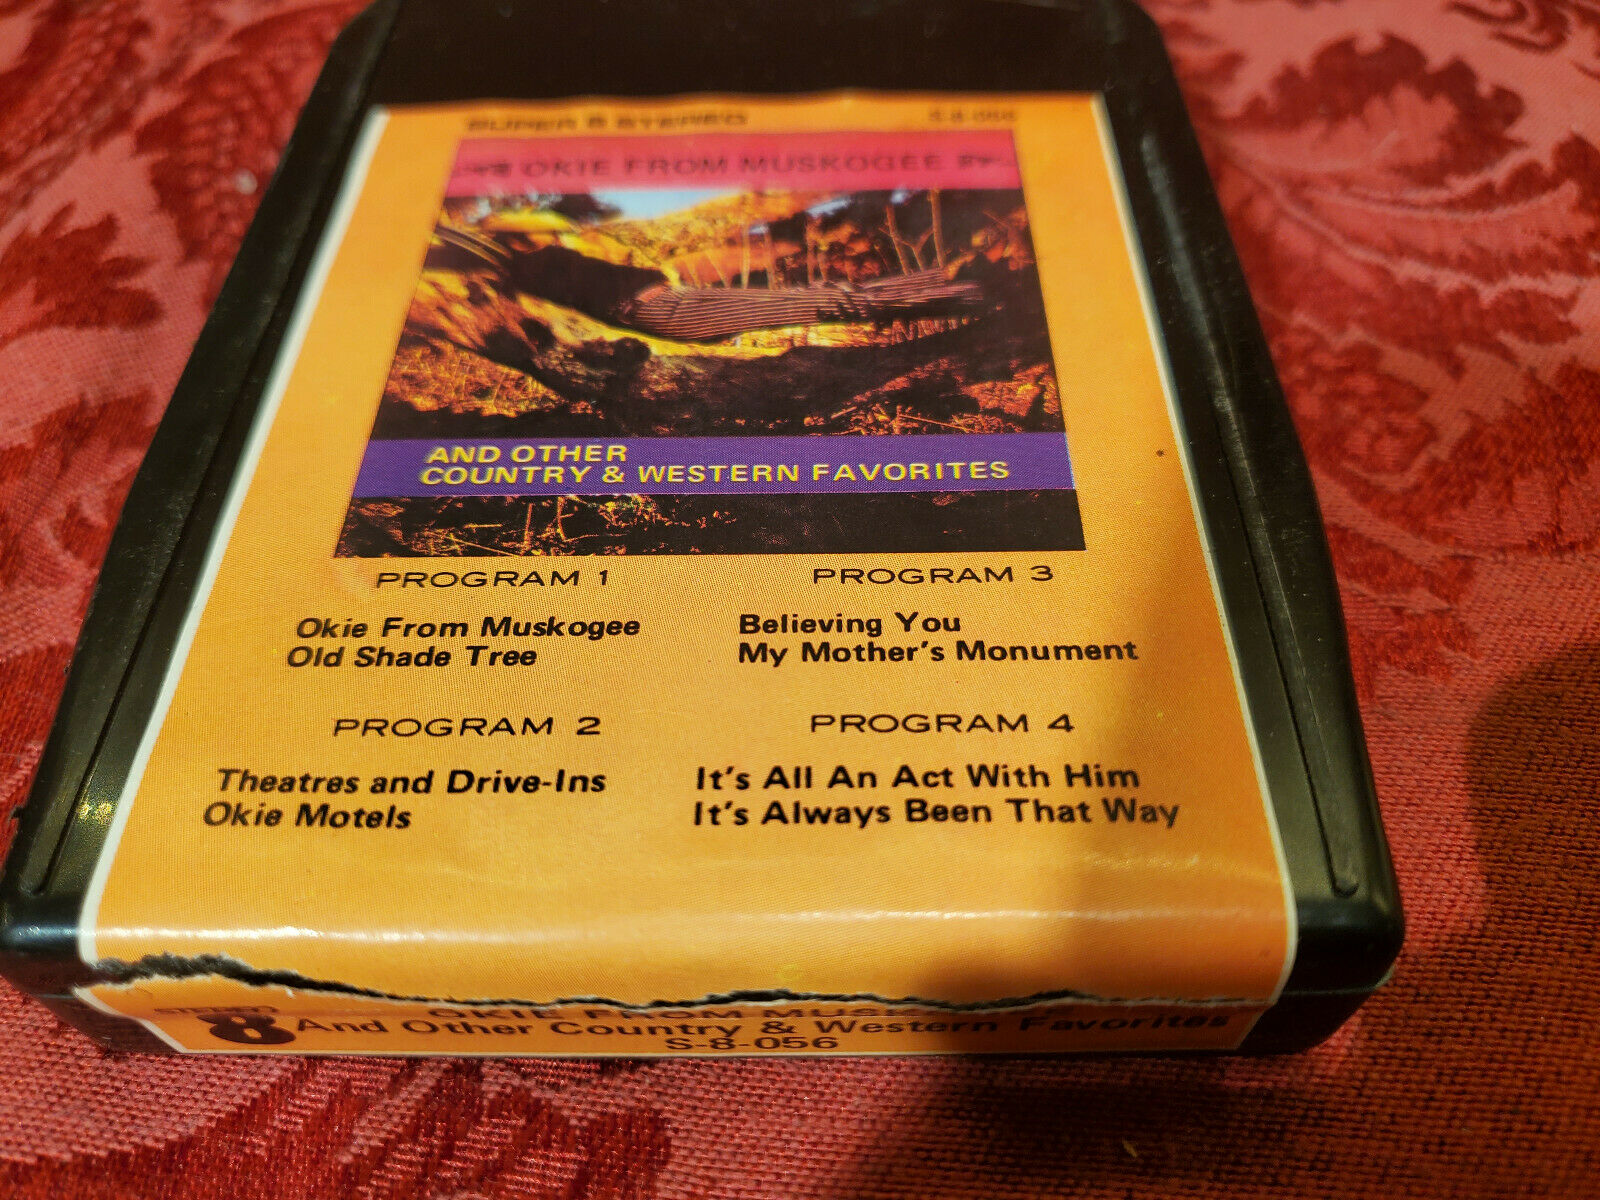 SUPER 8 STEREO
S-8-056
OKIE FROM MUSKOGEE
AND OTHER
COUNTRY & WESTERN FAVORITES
PROGRAM 1
Okie From Muskogee
Old Shade Tree
PROGRAM 2
Theatres and Drive-Ins
Okie Motels
PROGRAM 3
Believing You
My Mother's Monument
PROGRAM 4
It's All An Act With Him
It's Always Been That Way
STEREO
8
OKIE FROM
And Other Country & Western Favorites
S-8-056